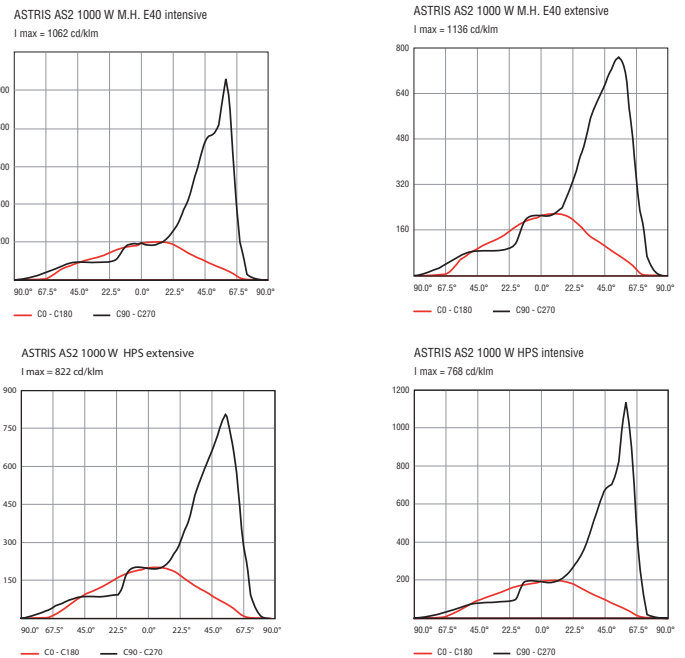 ASTRIS AS2 1000 W M.H. E40 intensive
I max = 1062 cd/klm
90.0° 67.5° 45.0° 22.5° 0.0° 22.5° 45.0° 67.5° 90.0°
C0 - C180 C90 - C270
ASTRIS AS2 1000 W M.H. E40 extensive
I max = 1136 cd/klm
800
640
480
320
160
90.0° 67.5° 45.0° 22.5° 0.0° 22.5° 45.0° 67.5° 90.0°
C0 - C180 C90 - C270
ASTRIS AS2 1000 W HPS extensive
I max = 822 cd/klm
900
750
600
450
300
150
90.0° 67.5° 45.0° 22.5° 0.0° 22.5° 45.0° 67.5° 90.0°
C0 - C180 C90 - C270
ASTRIS AS2 1000 W HPS intensive
I max = 768 cd/klm
1200
1000
800
600
400
200
90.0° 67.5° 45.0° 22.5° 0.0° 22.5° 45.0° 67.5° 90.0°
C0 - C180 C90 - C270